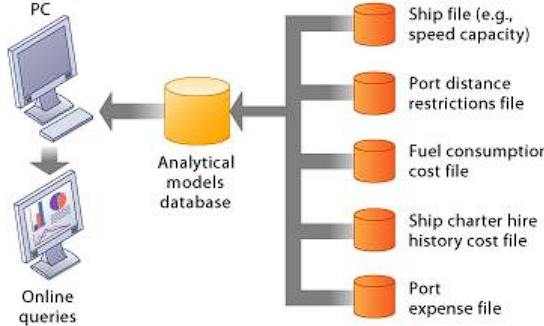 PC
Ship file (e.g.,
speed capacity)
Port distance
restrictions file
Analytical
models
database
Fuel consumption
cost file
Ship charter hire
history cost file
Online
queries
Port
expense file